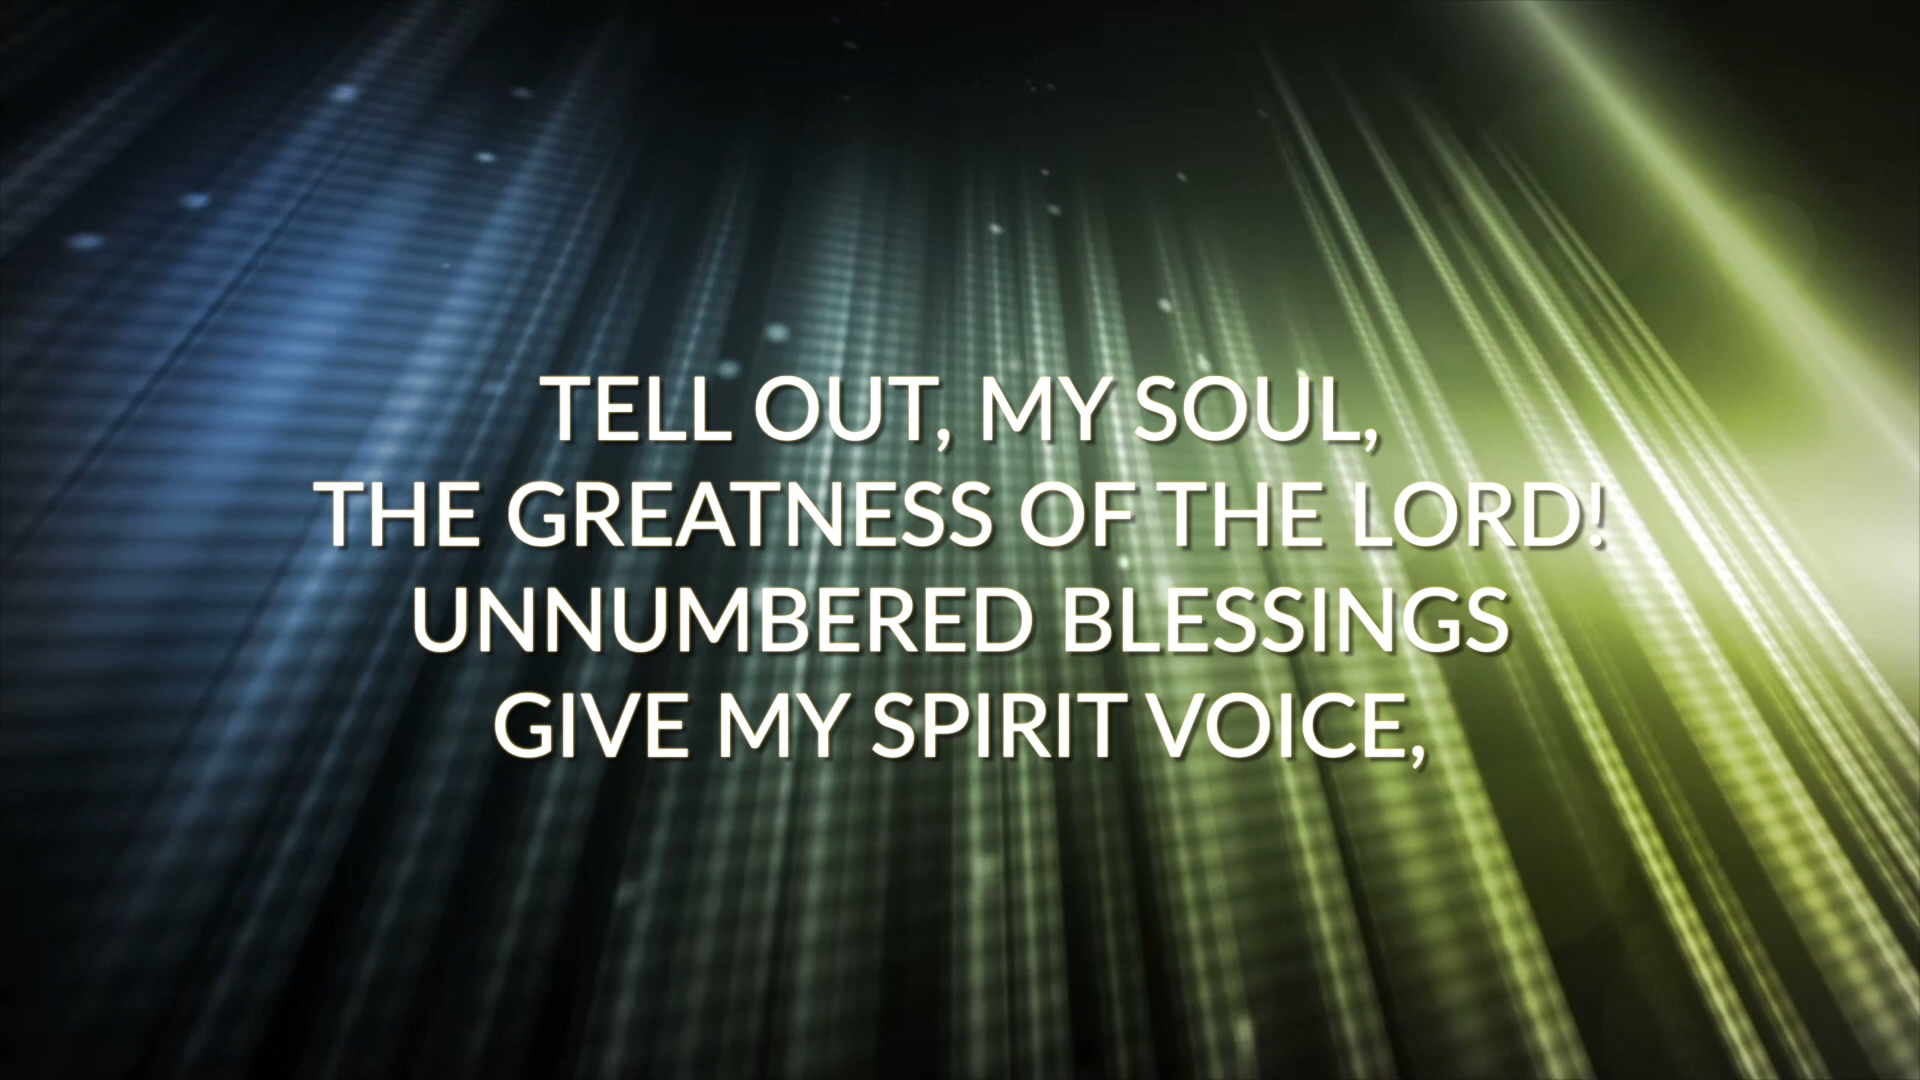 TELL OUT, MY SOUL,
THE GREATNESS OF THE LORD!
UNNUMBERED BLESSINGS
GIVE MY SPIRIT VOICE,